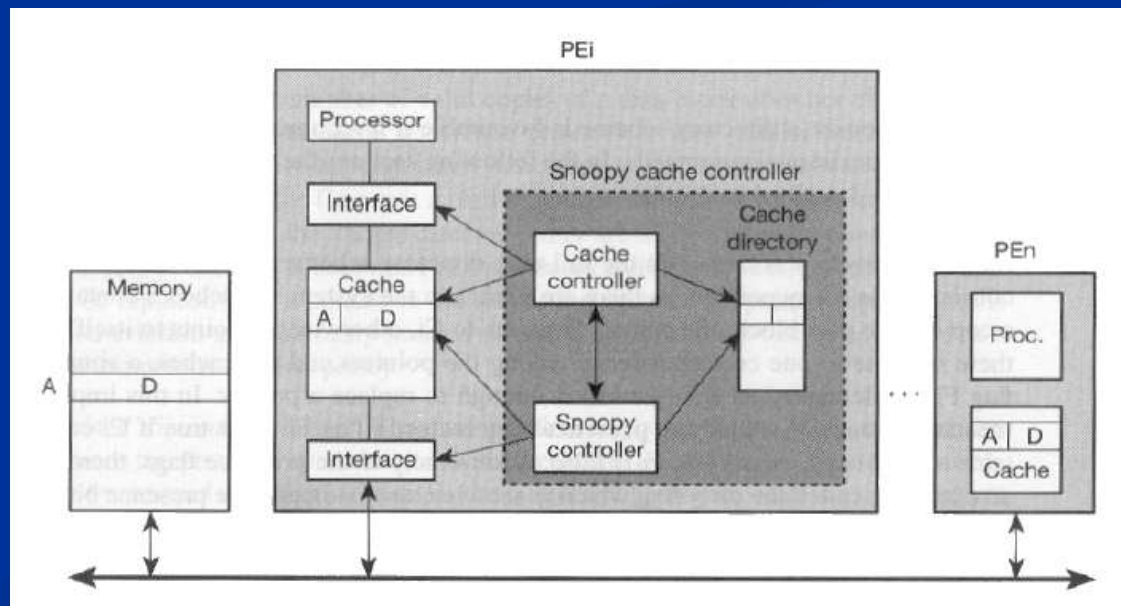 PEi
Processor
Interface
Snoopy cache controller
Cache
directory
Cache
controller
Cache
A D
Snoopy
controller
Interface
Memory
A
D
PEn
Proc.
A D
Cache
...